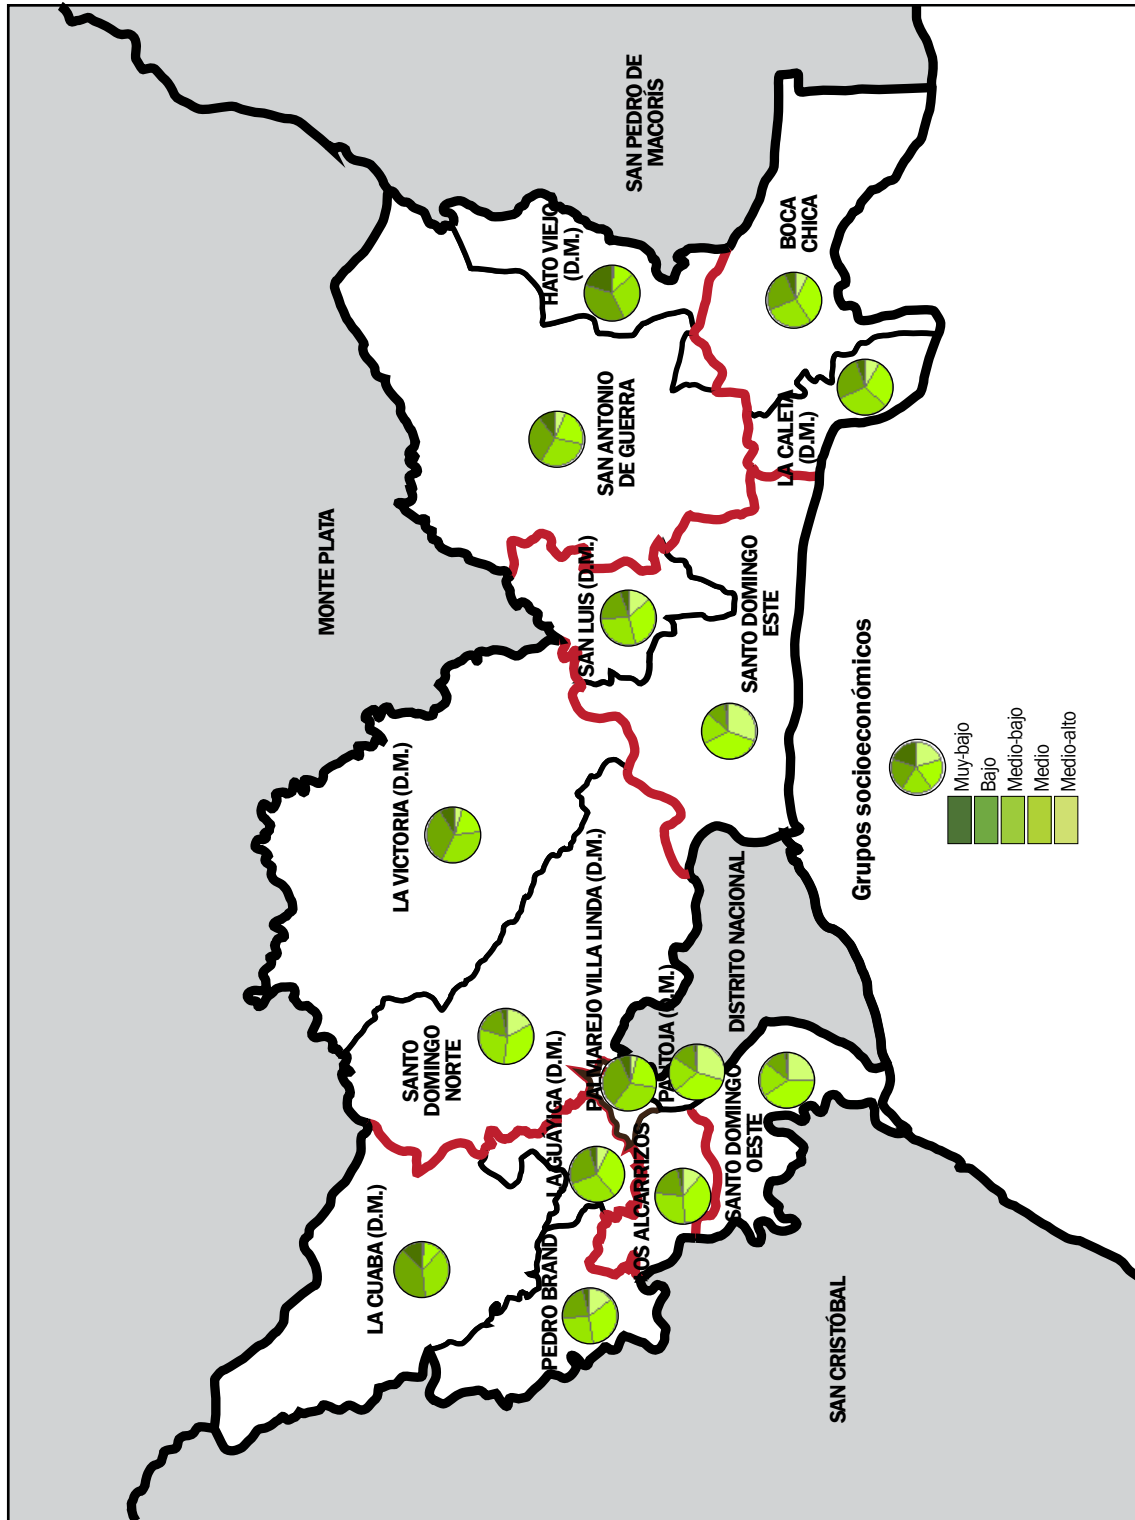 MONTE PLATA
LA CUABA (D.M.)
LA VICTORIA (D.M.)
SANTO
DOMINGO
NORTE
HATO VIEJO
(D.M.)
PEDRO BRAND
LA GUAYIGA (D.M.)
SAN LUIS (D.M.)
PALMAREJO VILLA LINDA (D.M.)
SAN ANTONIO
DE GUERRA
SAN PEDRO DE
MACORÍS
LOS ALCARRIZOS
PANTOJA (D.M.)
SANTO DOMINGO
OESTE
DISTRITO NACIONAL
SANTO DOMINGO
ESTE
LA CALETA
(D.M.)
BOCA
CHICA
SAN CRISTÓBAL
Grupos socioeconómicos
Muy-bajo
Bajo
Medio-bajo
Medio
Medio-alto